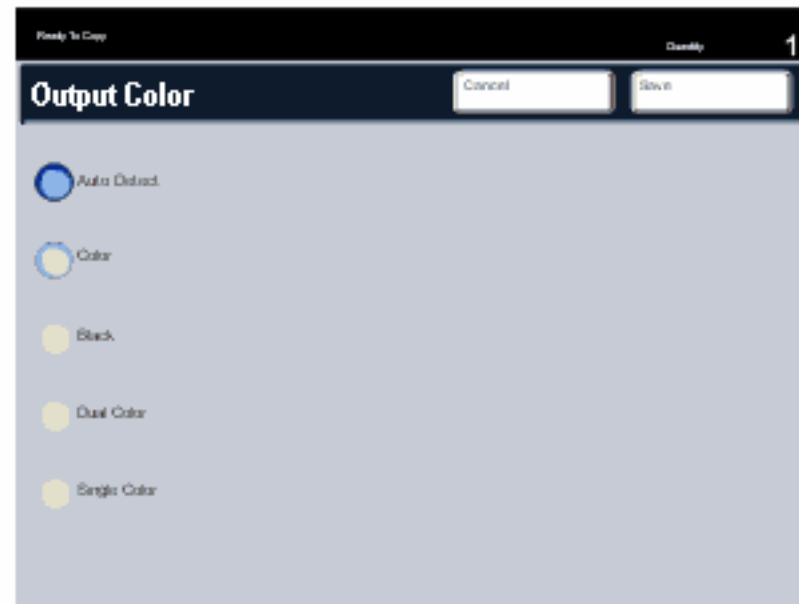 Ready To Copy
Quantity
1
Output Color
Cancel
Save
Auto Detect
Color
Black
Dual Color
Single Color